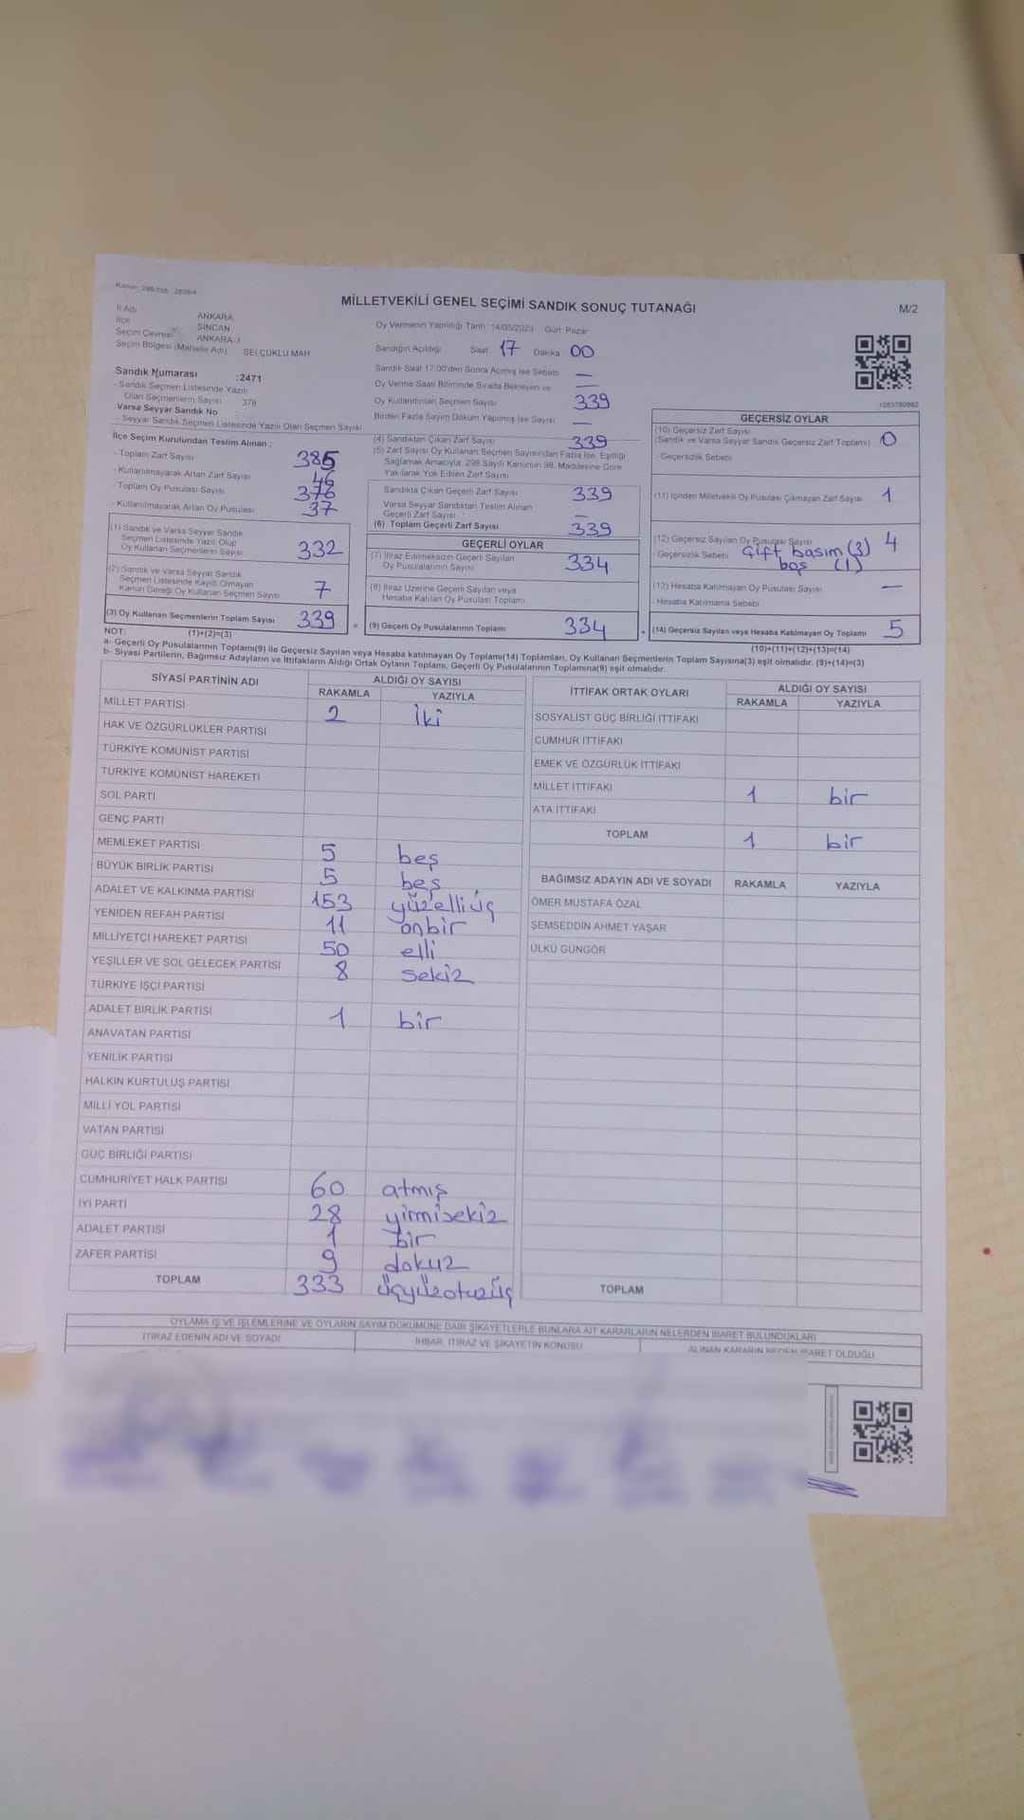 MİLLETVEKİLİ GENEL SEÇİMİ SANDIK SONUÇ TUTANAĞI
M/2
İl Adı ANKARA
İlçe SİNCAN
Seçim Çevresi ANKARA-1
Seçim Bölgesi (Mahalle Adı) SELÇUKLU MAH
Oy Vermenin Yapıldığı Tarih 14/05/2023 Gün: Pazar
Sandığın Açıldığı Saat 17 Dakika 00
Sandık Saat 17:00'den Sonra Açılmış İse Sebebi —
Oy Verme Saati Bitiminde Sırada Bekleyen ve —
Oy Kullandırılan Seçmen Sayısı 339
Birden Fazla Sayım Döküm Yapılmış İse Sayısı —
Sandık Numarası :2471
- Sandık Seçmen Listesinde Yazılı
Olan Seçmenlerin Sayısı 376
Varsa Seyyar Sandık No
- Seyyar Sandık Seçmen Listesinde Yazılı Olan Seçmen Sayısı
İlçe Seçim Kurulundan Teslim Alınan :
- Toplam Zarf Sayısı 385
- Kullanılmayarak Artan Zarf Sayısı 46
- Toplam Oy Pusulası Sayısı 376
- Kullanılmayarak Artan Oy Pusulası 37
(1) Sandık ve Varsa Seyyar Sandık
Seçmen Listesinde Yazılı Olup
Oy Kullanan Seçmenlerin Sayısı 332
(2) Sandık ve Varsa Seyyar Sandık
Seçmen Listesinde Kayıtlı Olmayan
Kanun Gereği Oy Kullanan Seçmen Sayısı 7
(3) Oy Kullanan Seçmenlerin Toplam Sayısı 339
(1)+(2)=(3)
(4) Sandıktan Çıkan Zarf Sayısı 339
(5) Zarf Sayısı Oy Kullanan Seçmen Sayısından Fazla İse, Eşitliği
Sağlamak Amacıyla, 298 Sayılı Kanunun 98. Maddesine Göre
Yakılarak Yok Edilen Zarf Sayısı
Sandıkta Çıkan Geçerli Zarf Sayısı 339
Varsa Seyyar Sandıktan Teslim Alınan
Geçerli Zarf Sayısı —
(6) Toplam Geçerli Zarf Sayısı 339
GEÇERLİ OYLAR
(7) İtiraz Edilmeksizin Geçerli Sayılan
Oy Pusulalarının Sayısı 334
(8) İtiraz Üzerine Geçerli Sayılan veya
Hesaba Katılan Oy Pusulası Toplamı
(9) Geçerli Oy Pusulalarının Toplamı 334
GEÇERSİZ OYLAR
(10) Geçersiz Zarf Sayısı
(Sandık ve Varsa Seyyar Sandık Geçersiz Zarf Toplamı) 0
Geçersizlik Sebebi
(11) İçinden Milletvekili Oy Pusulası Çıkmayan Zarf Sayısı 1
(12) Geçersiz Sayılan Oy Pusulası Sayısı 4
Geçersizlik Sebebi Çift basım (3)
boş (1)
(13) Hesaba Katılmayan Oy Pusulası Sayısı —
Hesaba Katılmama Sebebi
(14) Geçersiz Sayılan veya Hesaba Katılmayan Oy Toplamı 5
(10)+(11)+(12)+(13)=(14)
NOT:
a- Geçerli Oy Pusulaları Toplamı(9) ile Geçersiz Sayılan veya Hesaba katılmayan Oy Toplamı(14) Toplamları, Oy Kullanan Seçmenlerin Toplam Sayısına(3) eşit olmalıdır. (9)+(14)=(3)
b- Siyasi Partilerin, Bağımsız Adayların ve İttifakların Aldığı Ortak Oyların Toplamı, Geçerli Oy Pusulalarının Toplamına(9) eşit olmalıdır.
SİYASİ PARTİNİN ADI ALDIĞI OY SAYISI
RAKAMLA YAZIYLA
MİLLET PARTİSİ 2 iki
HAK VE ÖZGÜRLÜKLER PARTİSİ
TÜRKİYE KOMÜNİST PARTİSİ
TÜRKİYE KOMÜNİST HAREKETİ
SOL PARTİ
GENÇ PARTİ
MEMLEKET PARTİSİ 5 beş
BÜYÜK BİRLİK PARTİSİ 5 beş
ADALET VE KALKINMA PARTİSİ 153 yüzelliüç
YENİDEN REFAH PARTİSİ 11 onbir
MİLLİYETÇİ HAREKET PARTİSİ 50 elli
YEŞİLLER VE SOL GELECEK PARTİSİ 8 sekiz
TÜRKİYE İŞÇİ PARTİSİ
ADALET BİRLİK PARTİSİ 1 bir
ANAVATAN PARTİSİ
YENİLİK PARTİSİ
HALKIN KURTULUŞ PARTİSİ
MİLLİ YOL PARTİSİ
VATAN PARTİSİ
GÜÇ BİRLİĞİ PARTİSİ
CUMHURİYET HALK PARTİSİ 60 atmış
İYİ PARTİ 28 yirmisekiz
ADALET PARTİSİ 1 bir
ZAFER PARTİSİ 9 dokuz
TOPLAM 333 üçyüzotuzüç
İTTİFAK ORTAK OYLARI ALDIĞI OY SAYISI
RAKAMLA YAZIYLA
SOSYALİST GÜÇ BİRLİĞİ İTTİFAKI
CUMHUR İTTİFAKI
EMEK VE ÖZGÜRLÜK İTTİFAKI
MİLLET İTTİFAKI 1 bir
ATA İTTİFAKI
TOPLAM 1 bir
BAĞIMSIZ ADAYIN ADI VE SOYADI RAKAMLA YAZIYLA
ÖMER MUSTAFA ÖZAL
ŞEMSEDDİN AHMET YAŞAR
ÜLKÜ GÜNGÖR
TOPLAM
OYLAMA İŞ VE İŞLEMLERİNE VE OYLARIN SAYIM DÖKÜMÜNE DAİR ŞİKAYETLERLE BUNLARA AİT KARARLARIN NELERDEN İBARET BULUNDUKLARI
İTİRAZ EDENİN ADI VE SOYADI İHBAR, İTİRAZ VE ŞİKAYETİN KONUSU ALINAN KARARIN NEDEN İBARET OLDUĞU